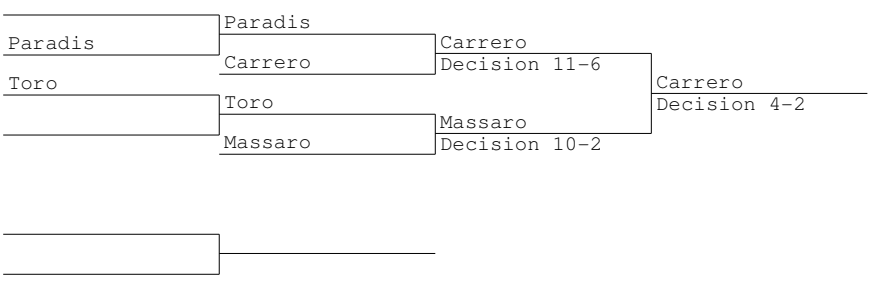 Paradis
Paradis
Carrero
Carrero
Decision 11-6
Toro
Carrero
Decision 4-2
Toro
Massaro
Massaro
Decision 10-2